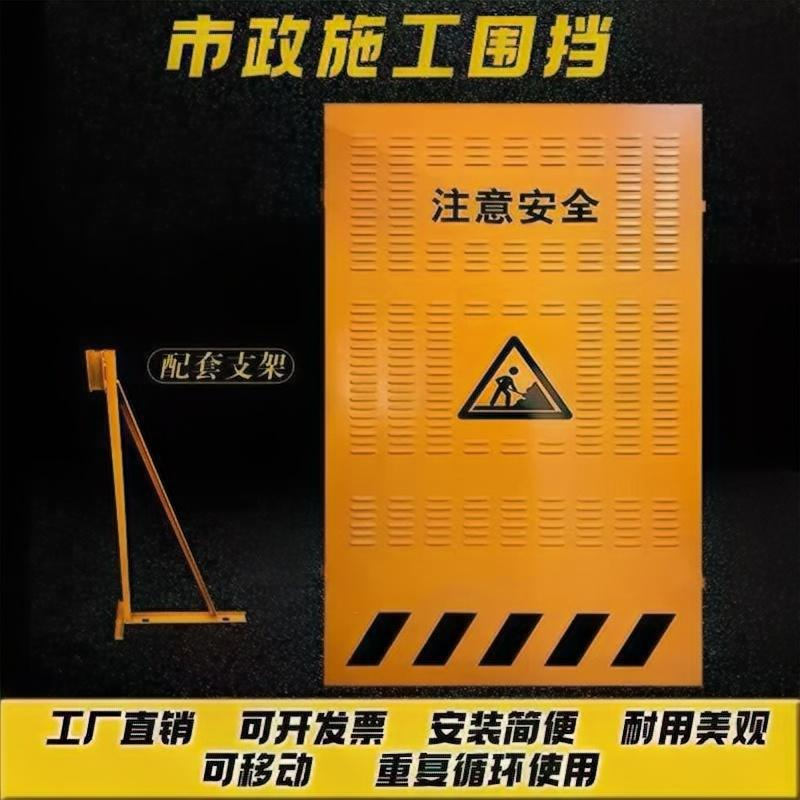 市政施工围挡
注意安全
配套支架
工厂直销 可开发票 安装简便 耐用美观
可移动 重复循环使用